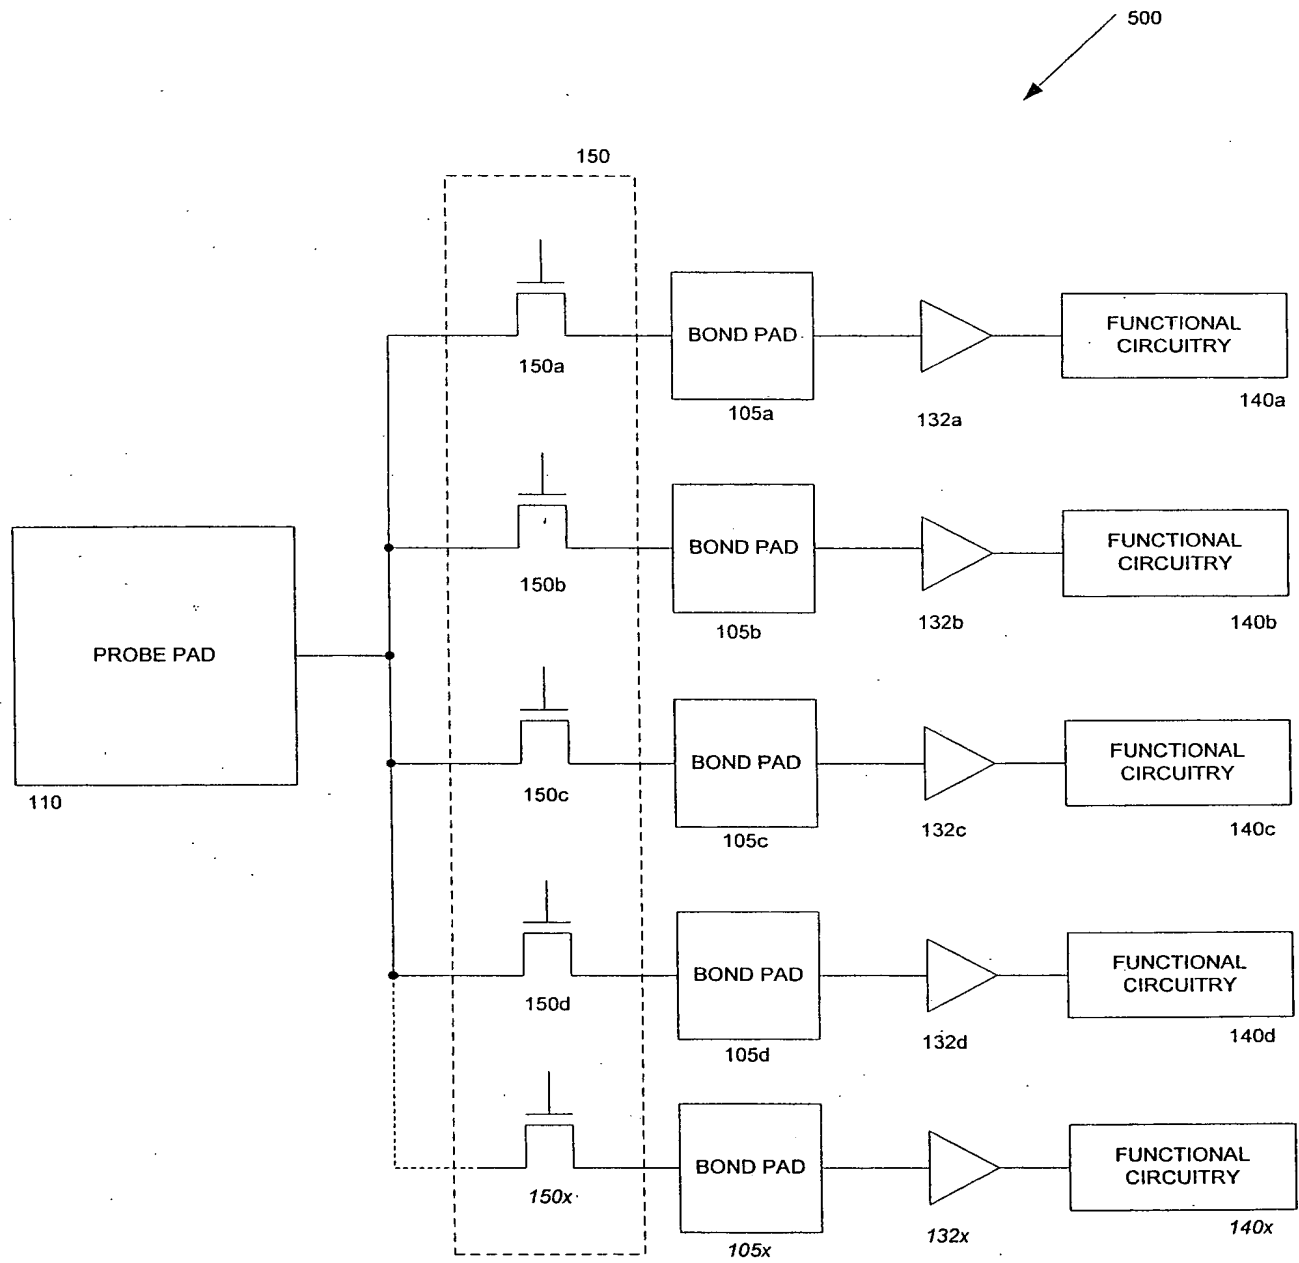 500
150
150a
BOND PAD
105a
132a
FUNCTIONAL
CIRCUITRY
140a
150b
BOND PAD
105b
132b
FUNCTIONAL
CIRCUITRY
140b
PROBE PAD
110
150c
BOND PAD
105c
132c
FUNCTIONAL
CIRCUITRY
140c
150d
BOND PAD
105d
132d
FUNCTIONAL
CIRCUITRY
140d
150x
BOND PAD
105x
132x
FUNCTIONAL
CIRCUITRY
140x